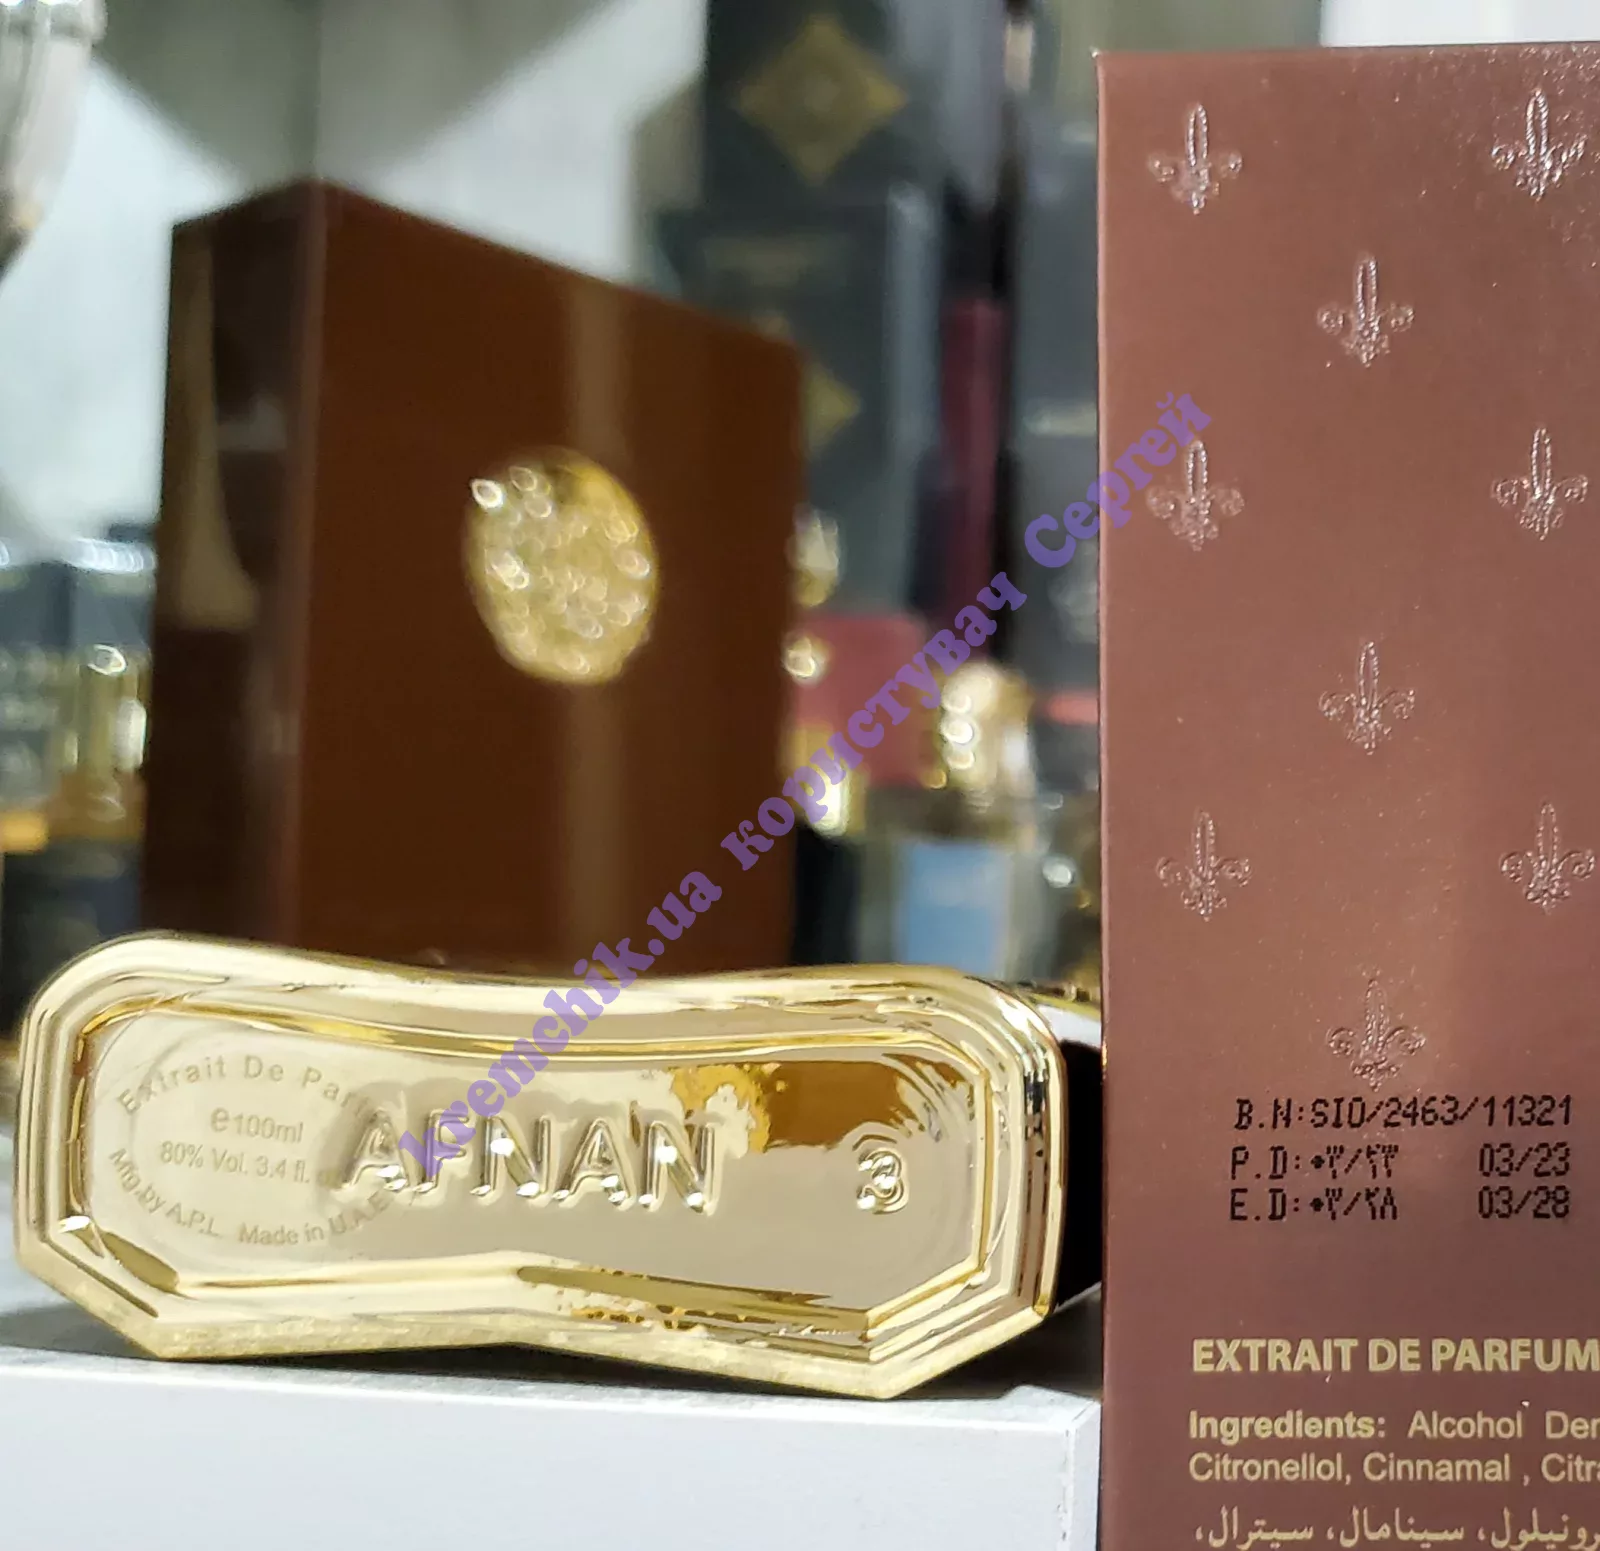 kremchik.ua користувач Сергей
Extrait De
e100ml
80% Vol. 3.4 fl.
Mfg.by A.P.L. Made in U.A.E
AFNAN
3
B.N:SIO/2463/11321
P.D:٠٣/٢٣ 03/23
E.D:٠٣/٢٨ 03/28
EXTRAIT DE PARFUM
Ingredients: Alcohol
Citronellol, Cinnamal ,
سينامال، سيترال،